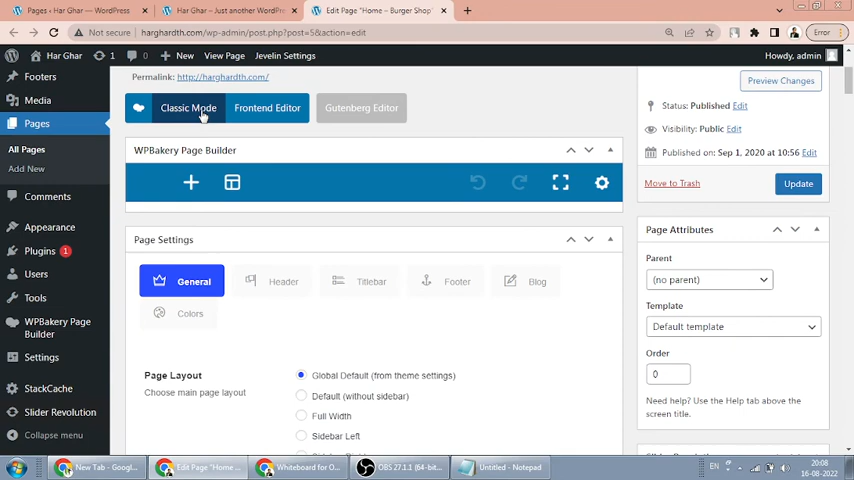 Pages ‹ Har Ghar — WordPress
Har Ghar – Just another WordPre
Edit Page "Home – Burger Shop"
Not secure
harghardth.com/wp-admin/post.php?post=5&action=edit
Error
Har Ghar
1
0
New
View Page
Jevelin Settings
Howdy, admin
Footers
Media
Pages
All Pages
Add New
Comments
Appearance
Plugins 1
Users
Tools
WPBakery Page
Builder
Settings
StackCache
Slider Revolution
Collapse menu
Permalink: http://harghardth.com/
Classic Mode
Frontend Editor
Gutenberg Editor
WPBakery Page Builder
Page Settings
General
Header
Titlebar
Footer
Blog
Colors
Page Layout
Choose main page layout
Global Default (from theme settings)
Default (without sidebar)
Full Width
Sidebar Left
Preview Changes
Status: Published Edit
Visibility: Public Edit
Published on: Sep 1, 2020 at 10:56 Edit
Move to Trash
Update
Page Attributes
Parent
(no parent)
Template
Default template
Order
0
Need help? Use the Help tab above the
screen title.
New Tab - Googl...
Edit Page "Home ...
Whiteboard for O...
OBS 27.1.1 (64-bit...
Untitled - Notepad
EN
20:08
16-08-2022